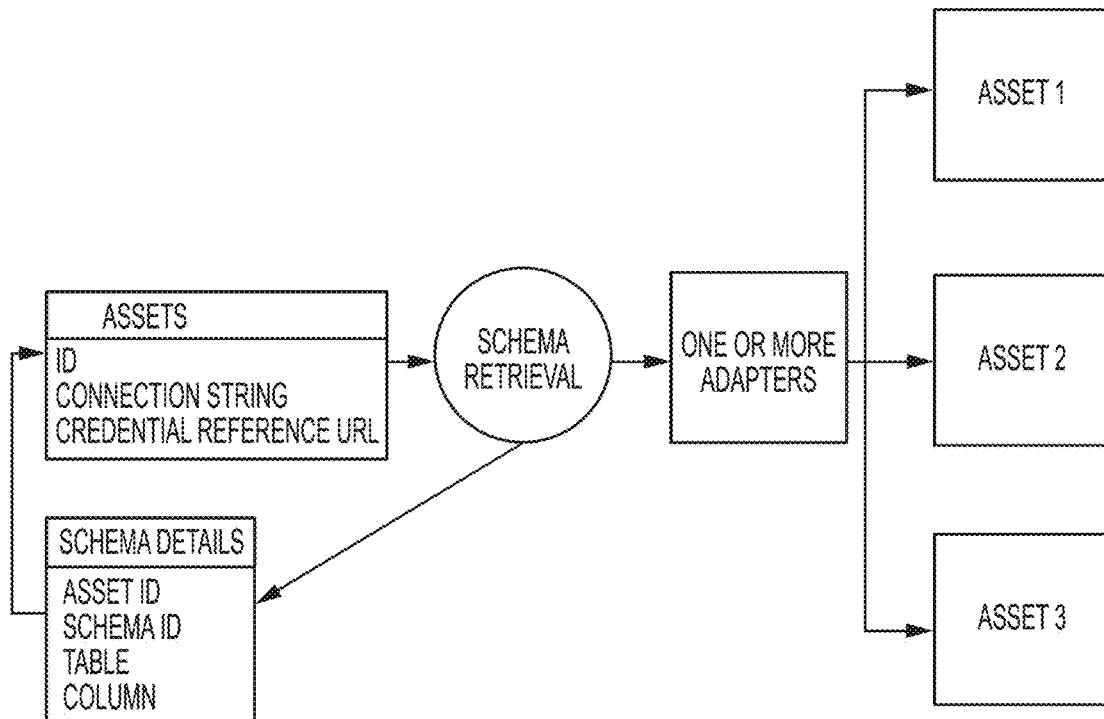 ASSET 1
ASSETS
ID
CONNECTION STRING
CREDENTIAL REFERENCE URL
SCHEMA
RETRIEVAL
ONE OR MORE
ADAPTERS
ASSET 2
SCHEMA DETAILS
ASSET ID
SCHEMA ID
TABLE
COLUMN
ASSET 3